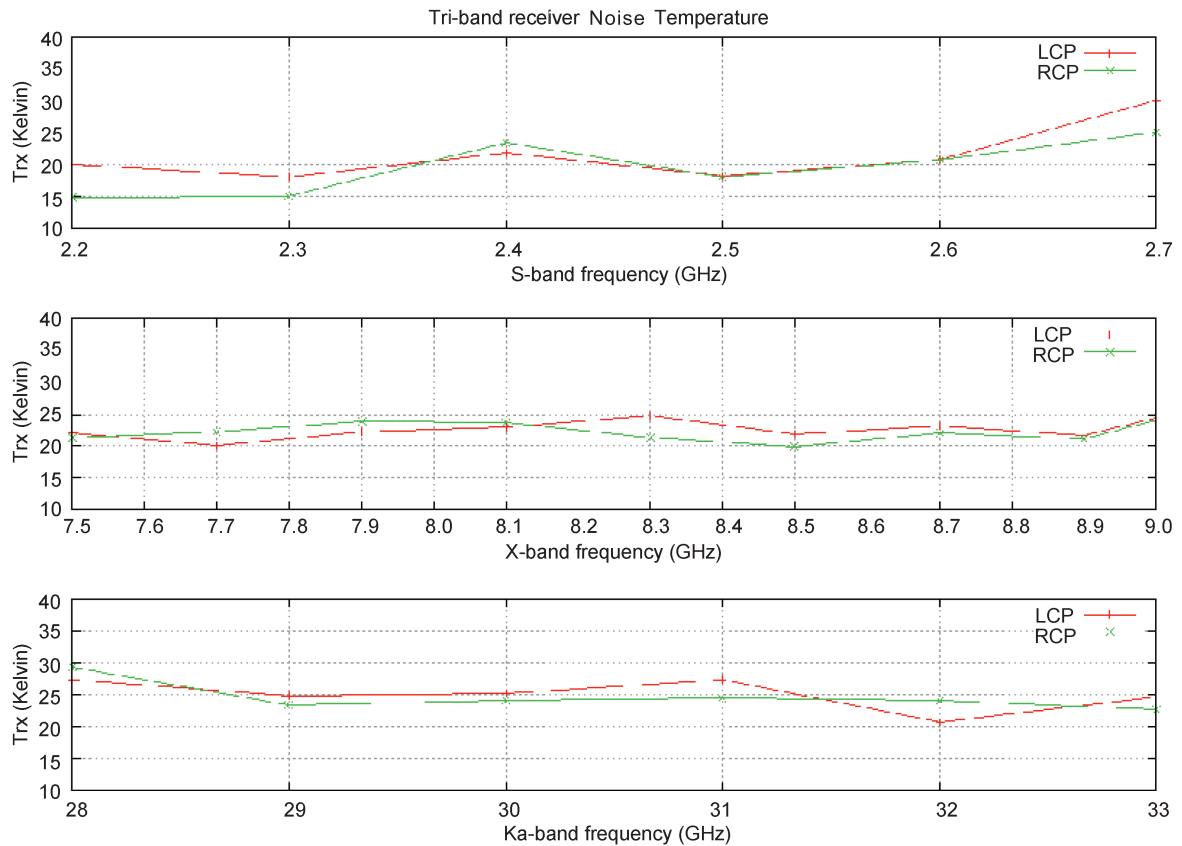 Tri-band receiver Noise Temperature
40
35
30
25
20
15
10
Trx (Kelvin)
LCP
RCP
2.2 2.3 2.4 2.5 2.6 2.7
S-band frequency (GHz)
40
35
30
25
20
15
10
Trx (Kelvin)
LCP
RCP
7.5 7.6 7.7 7.8 7.9 8.0 8.1 8.2 8.3 8.4 8.5 8.6 8.7 8.8 8.9 9.0
X-band frequency (GHz)
40
35
30
25
20
15
10
Trx (Kelvin)
LCP
RCP
28 29 30 31 32 33
Ka-band frequency (GHz)